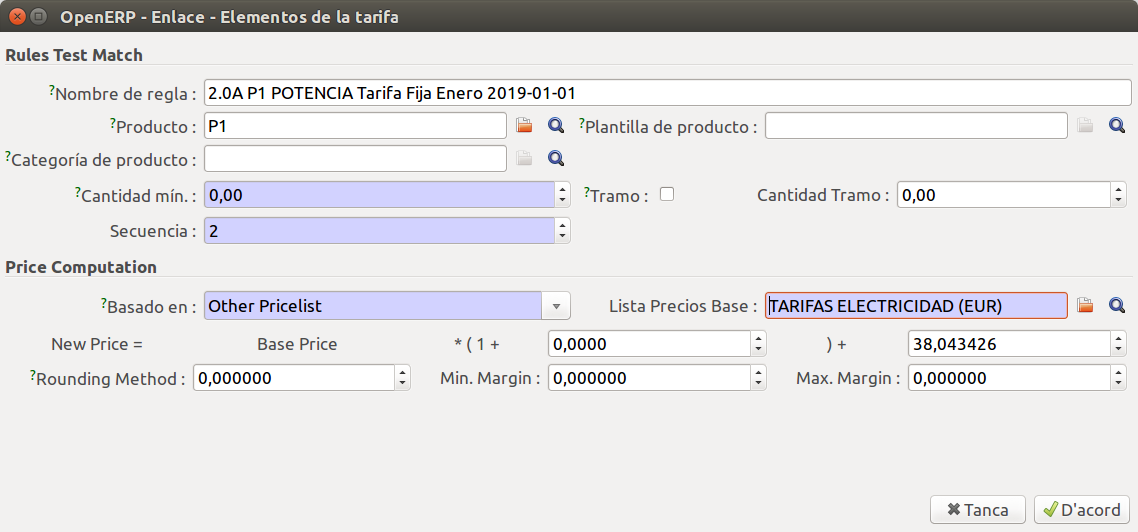 OpenERP - Enlace - Elementos de la tarifa
Rules Test Match
?Nombre de regla : 2.0A P1 POTENCIA Tarifa Fija Enero 2019-01-01
?Producto : P1 ?Plantilla de producto :
?Categoría de producto :
?Cantidad mín. : 0,00 ?Tramo : Cantidad Tramo : 0,00
Secuencia : 2
Price Computation
?Basado en : Other Pricelist Lista Precios Base : TARIFAS ELECTRICIDAD (EUR)
New Price = Base Price * ( 1 + 0,0000 ) + 38,043426
?Rounding Method : 0,000000 Min. Margin : 0,000000 Max. Margin : 0,000000
Tanca D'acord